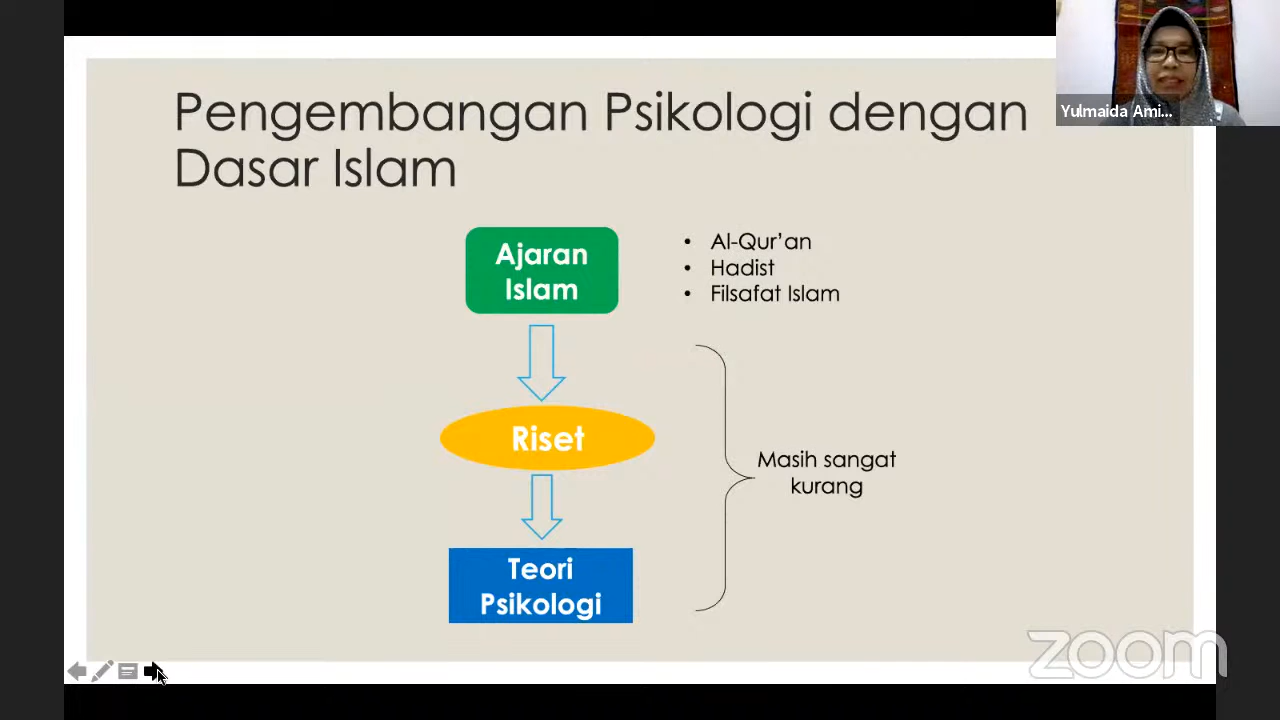 Pengembangan Psikologi dengan
Dasar Islam
Yulmaida Ami...
Ajaran
Islam
• Al-Qur’an
• Hadist
• Filsafat Islam
Riset
Masih sangat
kurang
Teori
Psikologi
zoom